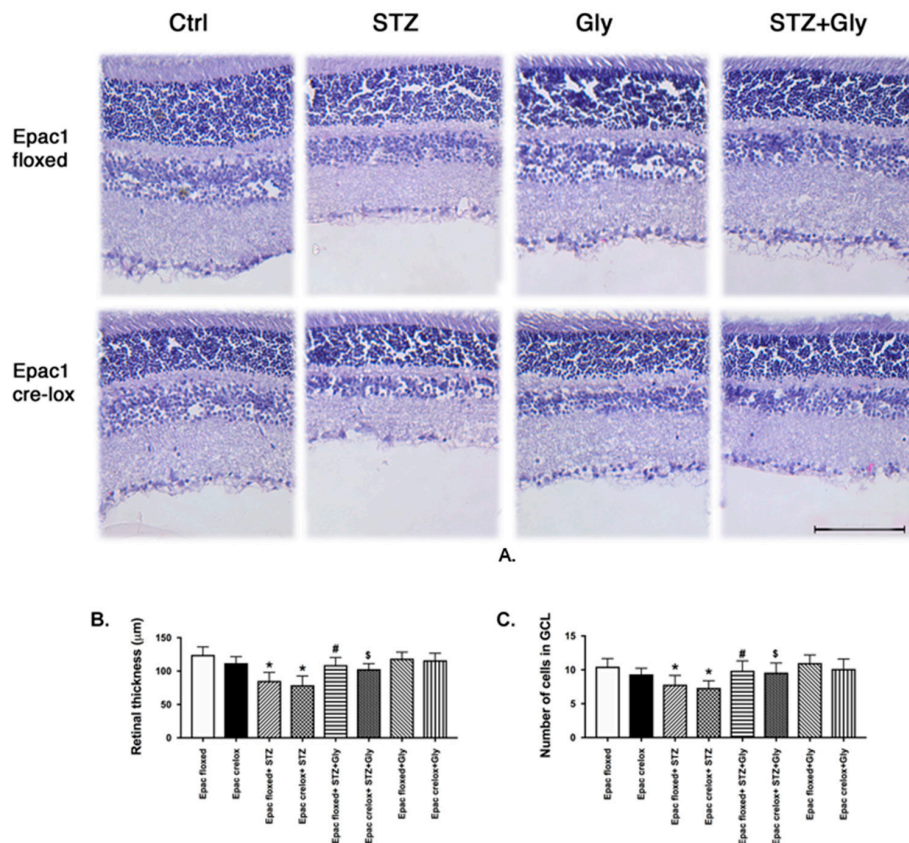 Ctrl STZ Gly STZ+Gly
Epac1
floxed
Epac1
cre-lox
A.
B.
Retinal thickness (μm)
150
100
50
0
* * # $
Epac floxed
Epac crelox
Epac floxed+ STZ
Epac crelox+ STZ
Epac floxed+ STZ+Gly
Epac crelox+ STZ+Gly
Epac floxed+Gly
Epac crelox+Gly
C.
Number of cells in GCL
15
10
5
0
* * # $
Epac floxed
Epac crelox
Epac floxed+ STZ
Epac crelox+ STZ
Epac floxed+ STZ+Gly
Epac crelox+ STZ+Gly
Epac floxed+Gly
Epac crelox+Gly